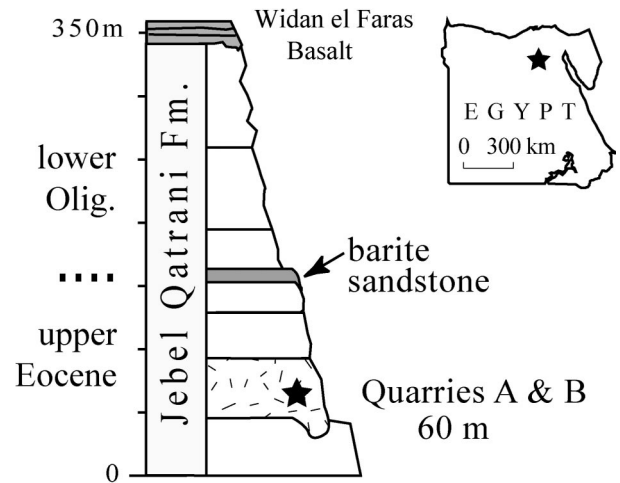 350m
Widan el Faras
Basalt
EGYPT
0 300 km
Jebel Qatrani Fm.
lower
Olig.
barite
sandstone
upper
Eocene
Quarries A & B
60 m
0